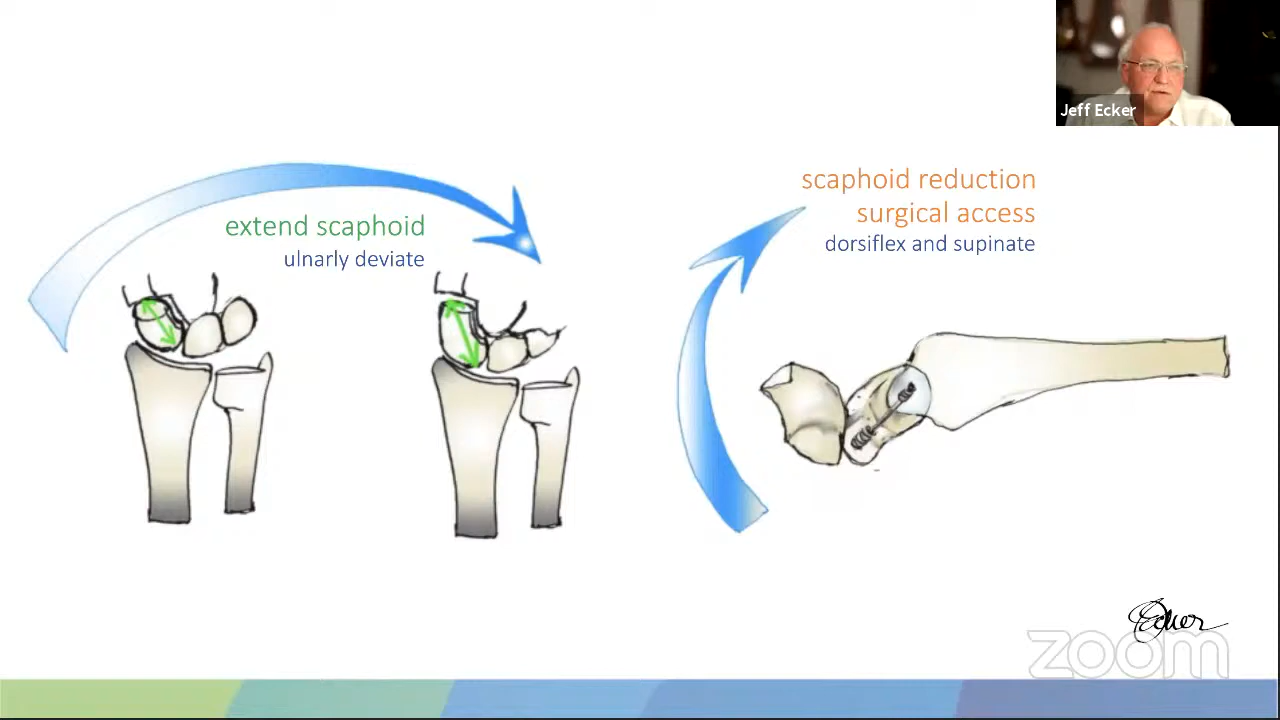 Jeff Ecker
extend scaphoid
ulnarly deviate
scaphoid reduction
surgical access
dorsiflex and supinate
Ecker
zoom